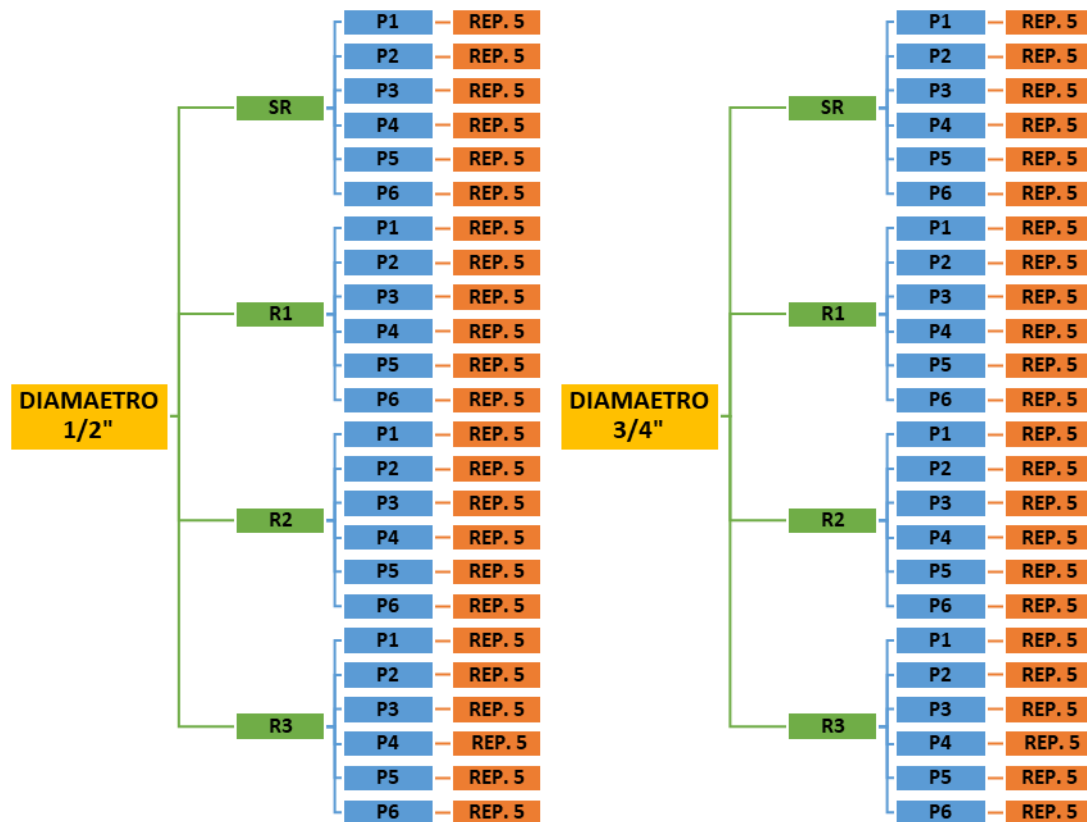 DIAMAETRO
1/2"
SR
P1 REP. 5
P2 REP. 5
P3 REP. 5
P4 REP. 5
P5 REP. 5
P6 REP. 5
R1
P1 REP. 5
P2 REP. 5
P3 REP. 5
P4 REP. 5
P5 REP. 5
P6 REP. 5
R2
P1 REP. 5
P2 REP. 5
P3 REP. 5
P4 REP. 5
P5 REP. 5
P6 REP. 5
R3
P1 REP. 5
P2 REP. 5
P3 REP. 5
P4 REP. 5
P5 REP. 5
P6 REP. 5
DIAMAETRO
3/4"
SR
P1 REP. 5
P2 REP. 5
P3 REP. 5
P4 REP. 5
P5 REP. 5
P6 REP. 5
R1
P1 REP. 5
P2 REP. 5
P3 REP. 5
P4 REP. 5
P5 REP. 5
P6 REP. 5
R2
P1 REP. 5
P2 REP. 5
P3 REP. 5
P4 REP. 5
P5 REP. 5
P6 REP. 5
R3
P1 REP. 5
P2 REP. 5
P3 REP. 5
P4 REP. 5
P5 REP. 5
P6 REP. 5